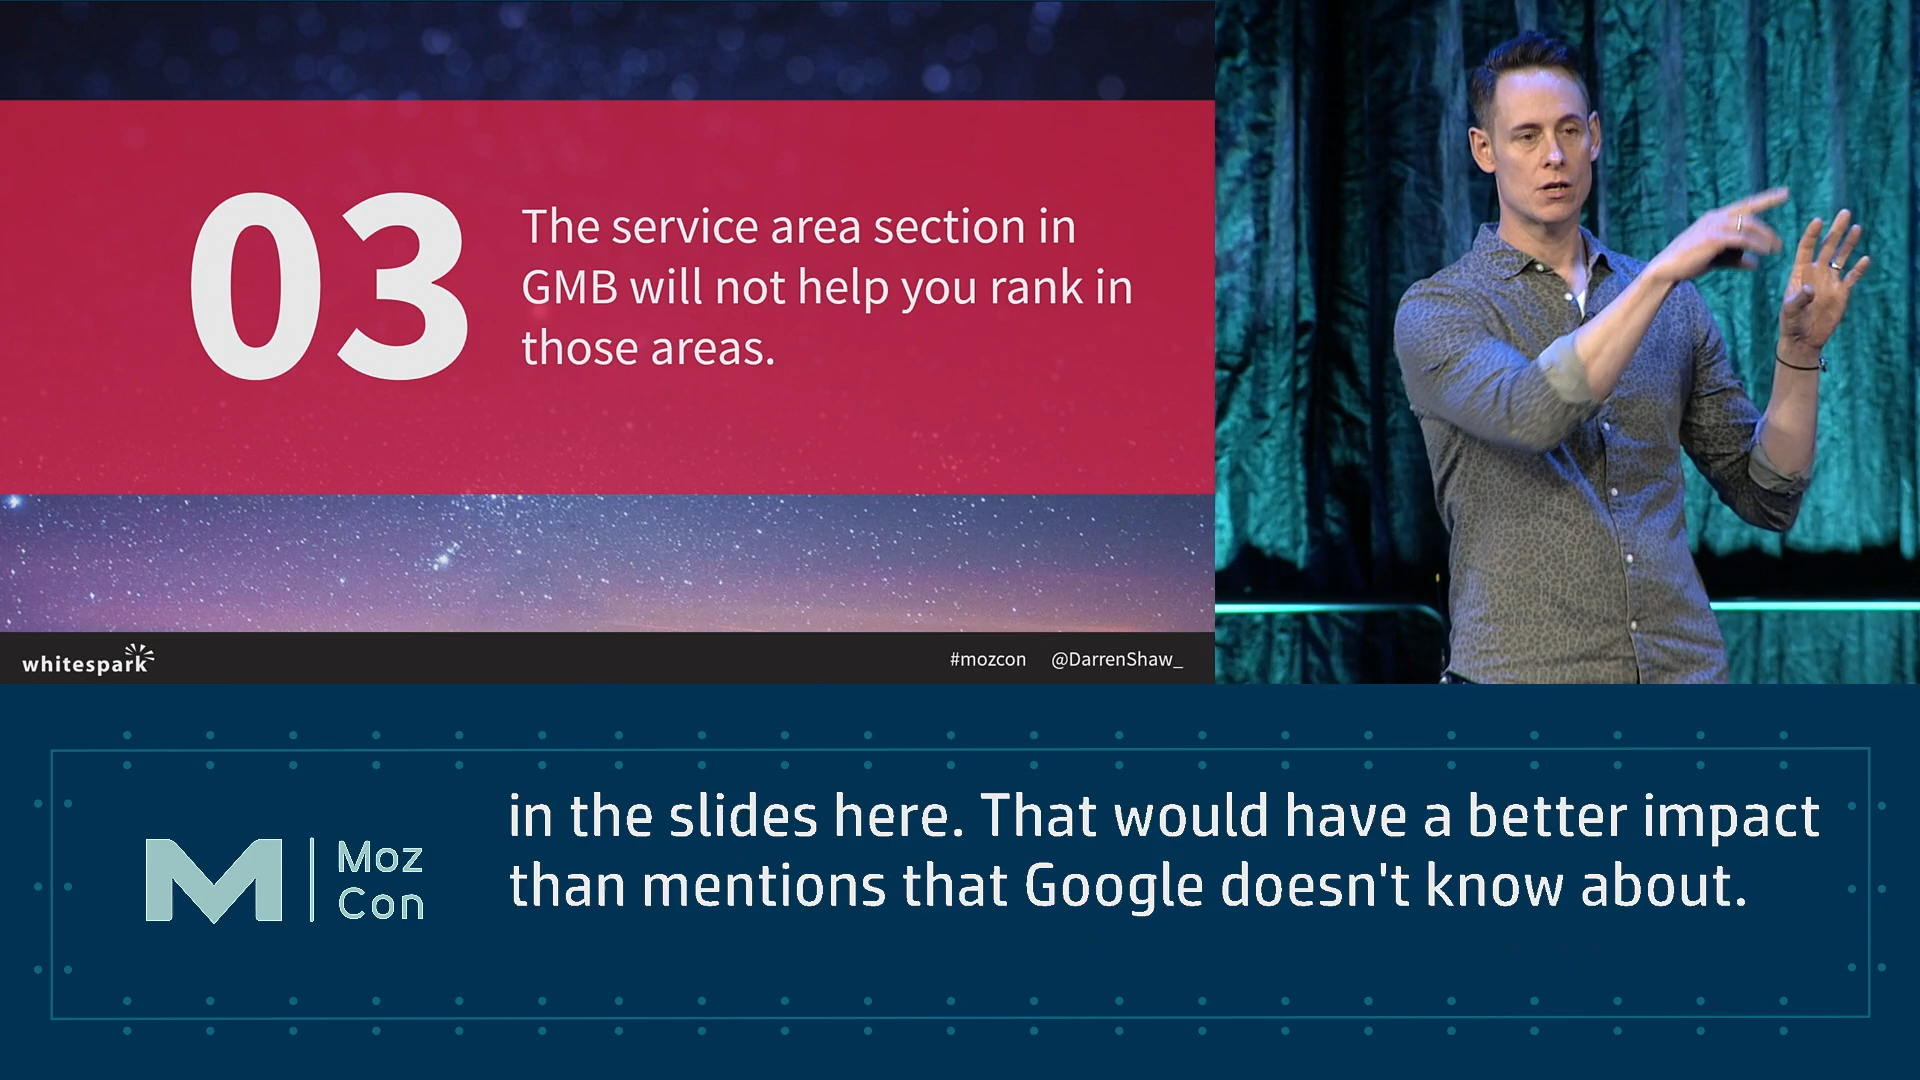 03
The service area section in
GMB will not help you rank in
those areas.
whitespark
#mozcon @DarrenShaw_
Moz
Con
in the slides here. That would have a better impact
than mentions that Google doesn't know about.